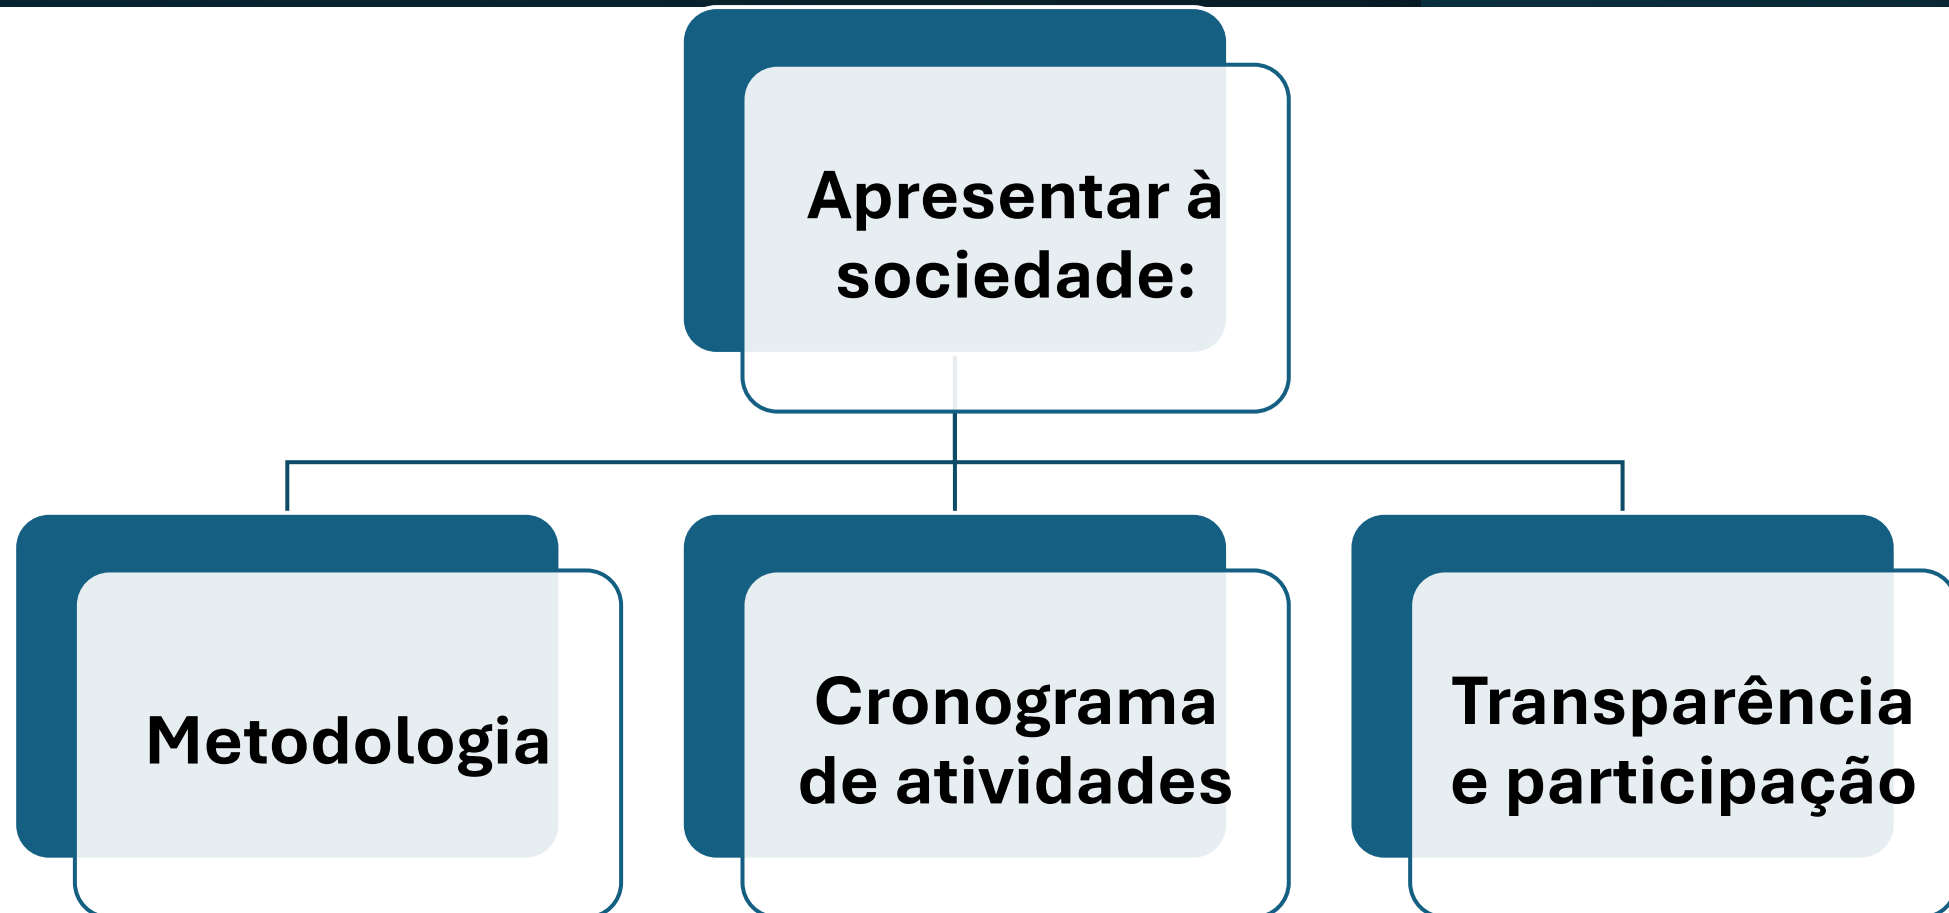 Apresentar à
sociedade:
Metodologia
Cronograma
de atividades
Transparência
e participação